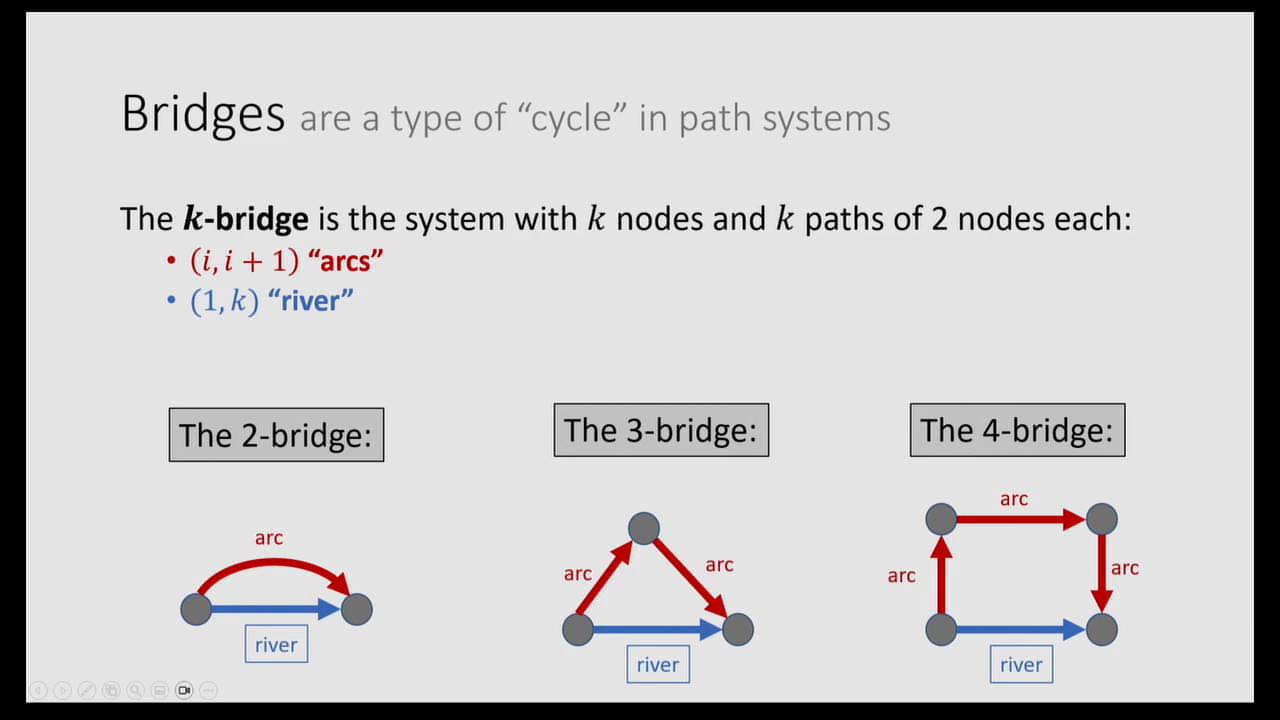 Bridges are a type of “cycle” in path systems
The k-bridge is the system with k nodes and k paths of 2 nodes each:
• (i, i + 1) “arcs”
• (1, k) “river”
The 2-bridge:
The 3-bridge:
The 4-bridge:
arc
river
arc
arc
river
arc
arc
arc
river